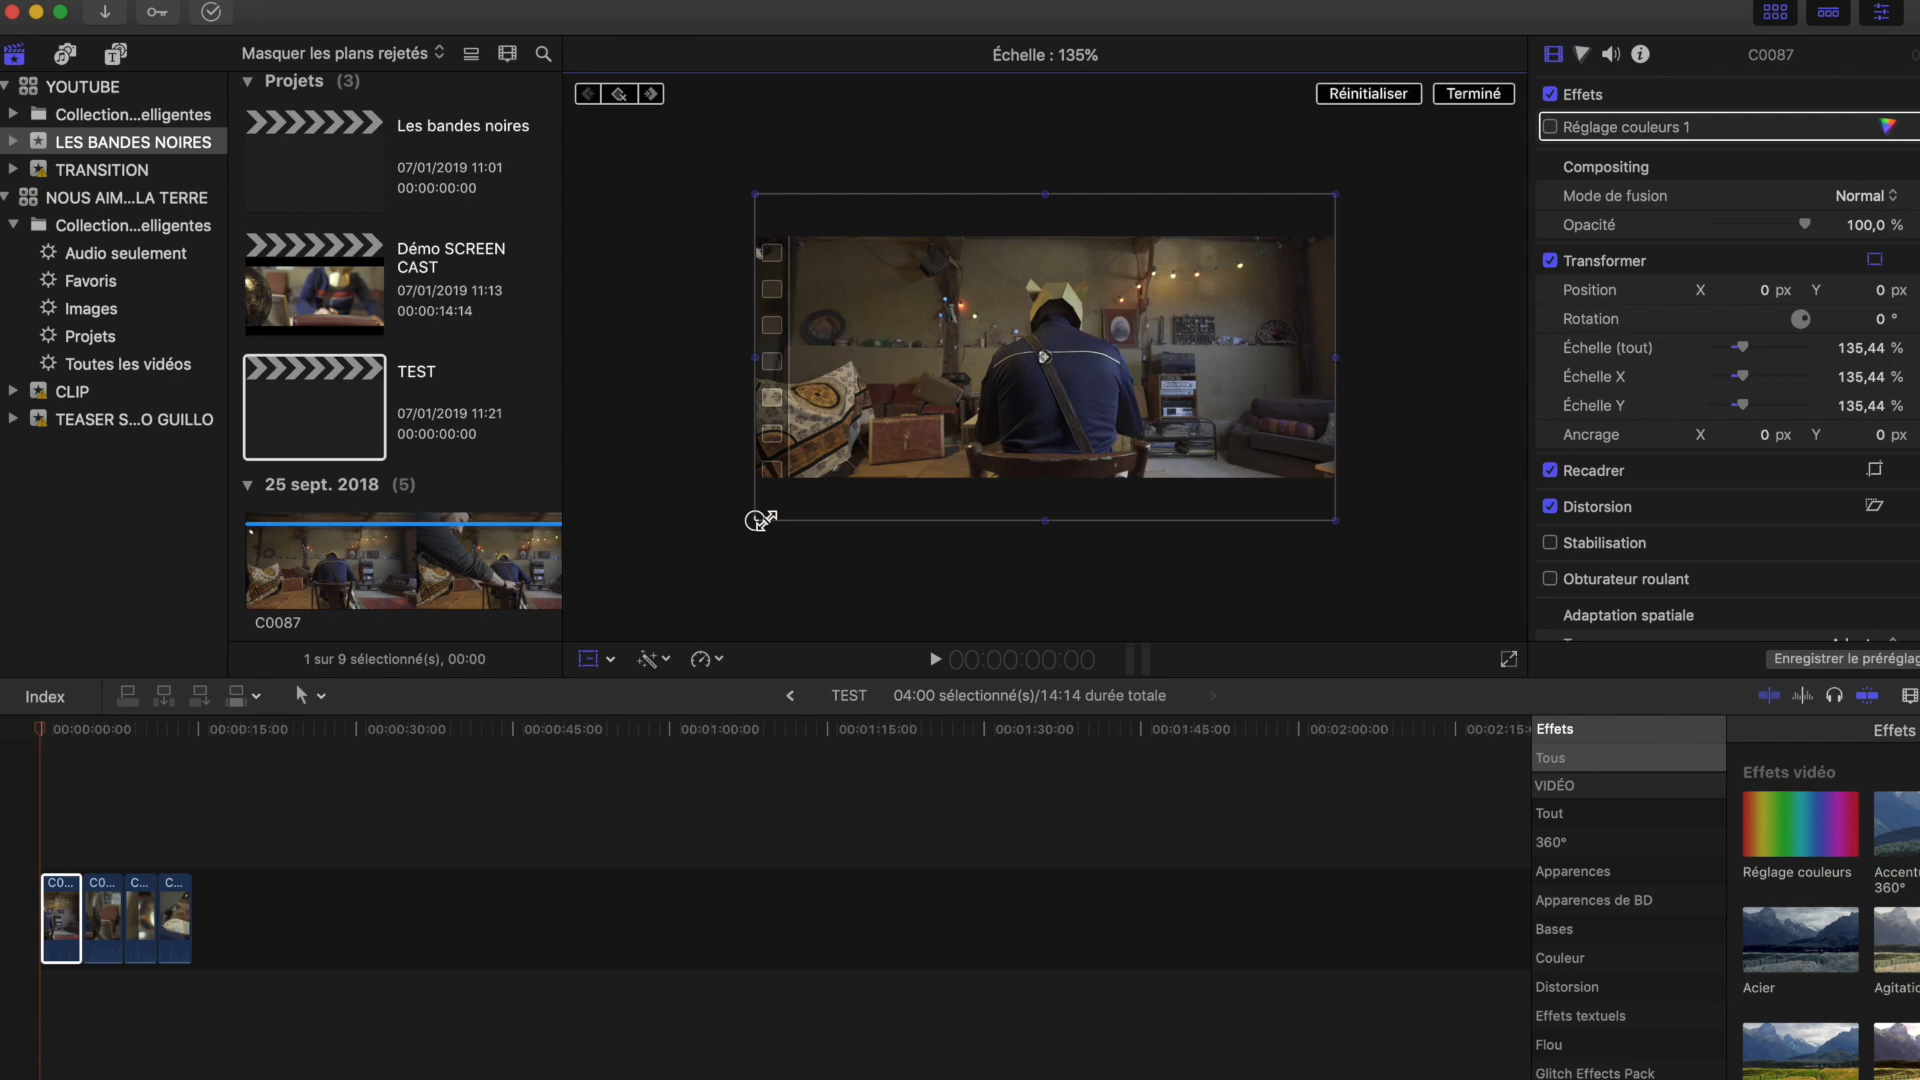 Masquer les plans rejetés
Échelle : 135%
C0087
YOUTUBE
Collection...elligentes
LES BANDES NOIRES
TRANSITION
NOUS AIM...LA TERRE
Collection...elligentes
Audio seulement
Favoris
Images
Projets
Toutes les vidéos
CLIP
TEASER S...O GUILLO
Projets (3)
Les bandes noires
07/01/2019 11:01
00:00:00:00
Démo SCREEN
CAST
07/01/2019 11:13
00:00:14:14
TEST
07/01/2019 11:21
00:00:00:00
25 sept. 2018 (5)
C0087
1 sur 9 sélectionné(s), 00:00
Réinitialiser
Terminé
00:00:00:00
Effets
Réglage couleurs 1
Compositing
Mode de fusion Normal
Opacité 100,0 %
Transformer
Position X 0 px Y 0 px
Rotation 0 °
Échelle (tout) 135,44 %
Échelle X 135,44 %
Échelle Y 135,44 %
Ancrage X 0 px Y 0 px
Recadrer
Distorsion
Stabilisation
Obturateur roulant
Adaptation spatiale
Enregistrer le préréglag
Index
TEST 04:00 sélectionné(s)/14:14 durée totale
00:00:00:00 00:00:15:00 00:00:30:00 00:00:45:00 00:01:00:00 00:01:15:00 00:01:30:00 00:01:45:00 00:02:00:00 00:02:15:
C0... C0... C... C...
Effets
Tous
VIDÉO
Tout
360°
Apparences
Apparences de BD
Bases
Couleur
Distorsion
Effets textuels
Flou
Glitch Effects Pack
Effets
Effets vidéo
Réglage couleurs
Accent
360°
Acier
Agitatio